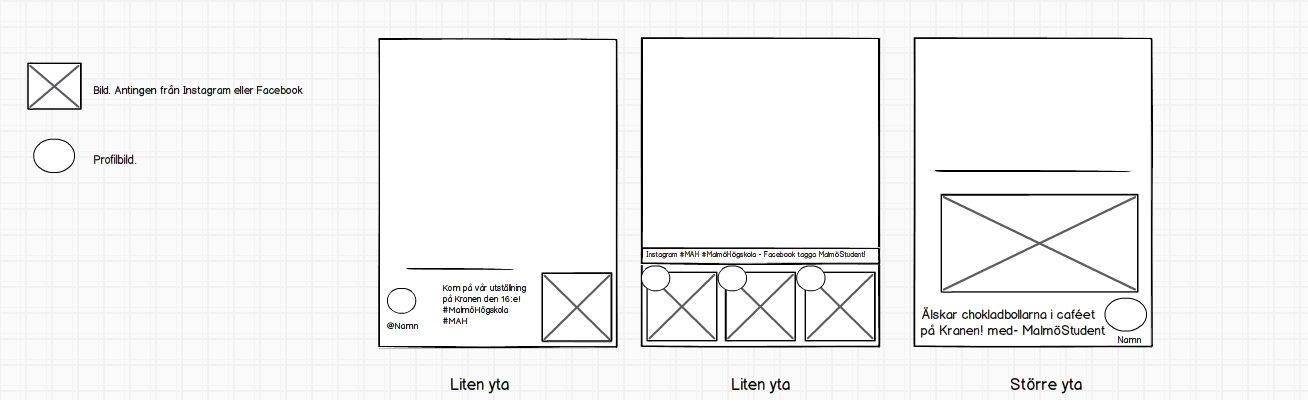 Bild. Antingen från Instagram eller Facebook
Profilbild.
Kom på vår utställning
på Kranen den 16:e!
#MalmöHögskola
#MAH
@Namn
Liten yta
Instagram #MAH #MalmöHögskola - Facebook tagga MalmöStudent!
Liten yta
Älskar chokladbollarna i caféet
på Kranen! med- MalmöStudent
Namn
Större yta